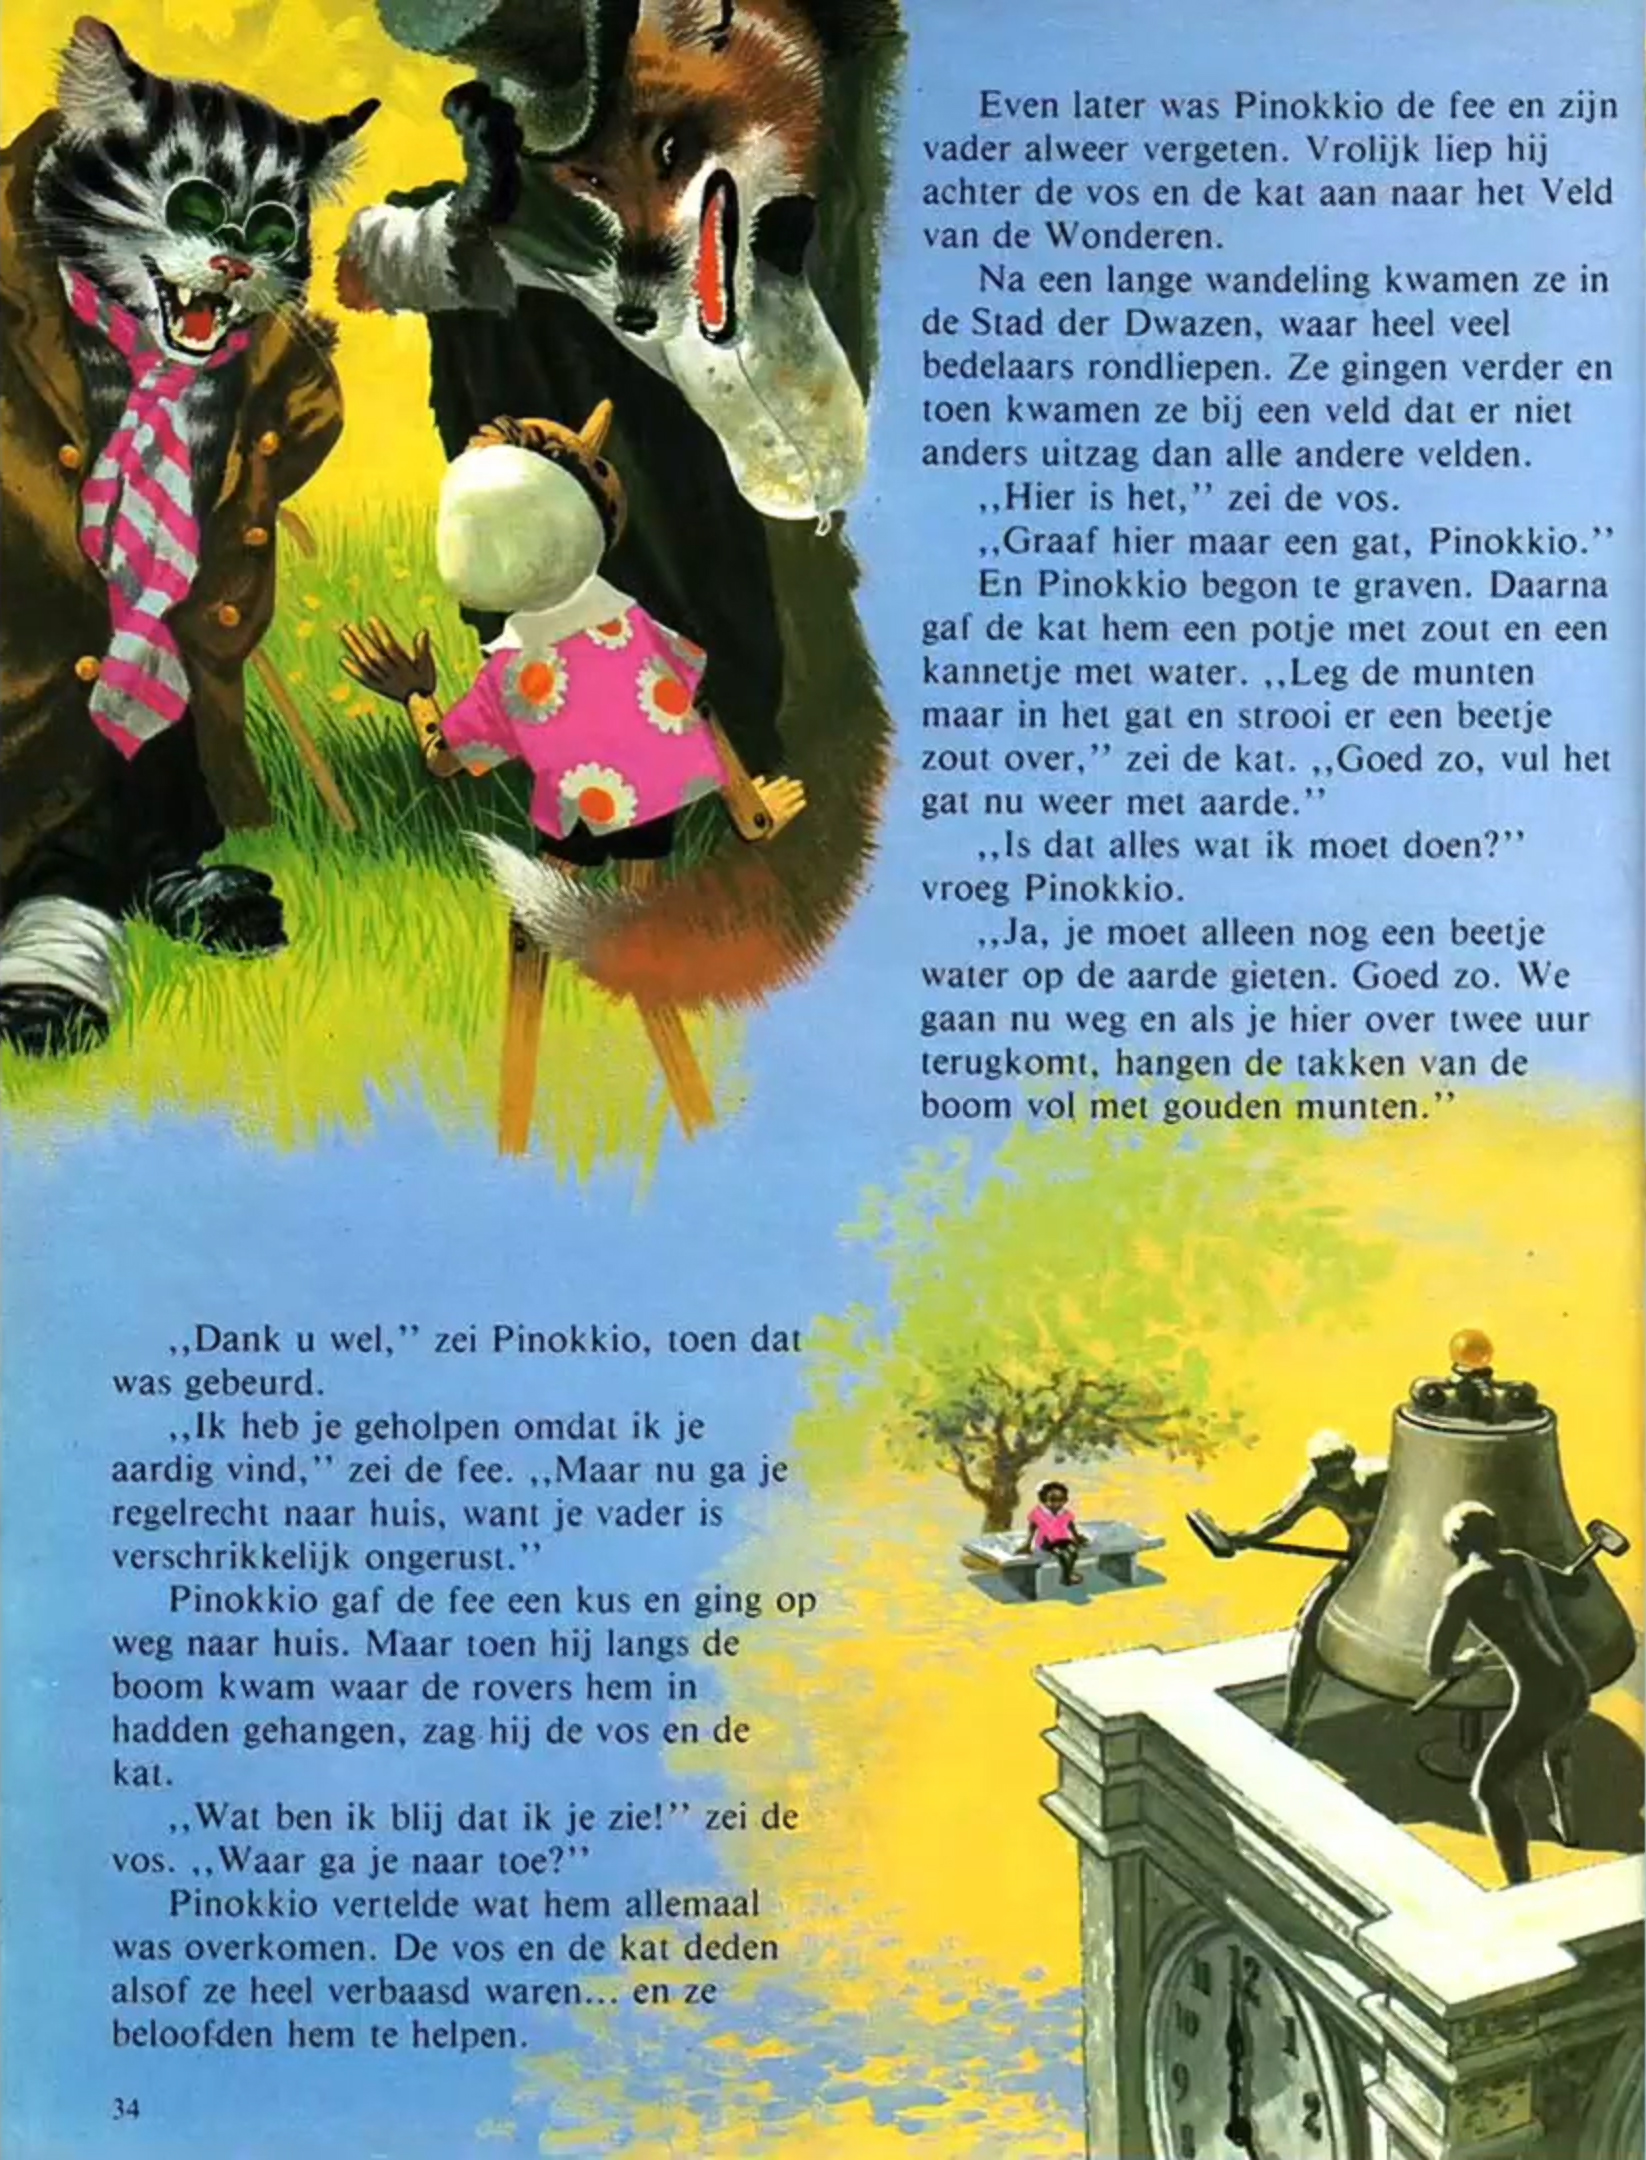 „Dank u wel,” zei Pinokkio, toen dat
was gebeurd.
„Ik heb je geholpen omdat ik je
aardig vind,” zei de fee. „Maar nu ga je
regelrecht naar huis, want je vader is
verschrikkelijk ongerust.”
Pinokkio gaf de fee een kus en ging op
weg naar huis. Maar toen hij langs de
boom kwam waar de rovers hem in
hadden gehangen, zag hij de vos en de
kat.
„Wat ben ik blij dat ik je zie!” zei de
vos. „Waar ga je naar toe?”
Pinokkio vertelde wat hem allemaal
was overkomen. De vos en de kat deden
alsof ze heel verbaasd waren... en ze
beloofden hem te helpen.
Even later was Pinokkio de fee en zijn
vader alweer vergeten. Vrolijk liep hij
achter de vos en de kat aan naar het Veld
van de Wonderen.
Na een lange wandeling kwamen ze in
de Stad der Dwazen, waar heel veel
bedelaars rondliepen. Ze gingen verder en
toen kwamen ze bij een veld dat er niet
anders uitzag dan alle andere velden.
„Hier is het,” zei de vos.
„Graaf hier maar een gat, Pinokkio.”
En Pinokkio begon te graven. Daarna
gaf de kat hem een potje met zout en een
kannetje met water. „Leg de munten
maar in het gat en strooi er een beetje
zout over,” zei de kat. „Goed zo, vul het
gat nu weer met aarde.”
„Is dat alles wat ik moet doen?”
vroeg Pinokkio.
„Ja, je moet alleen nog een beetje
water op de aarde gieten. Goed zo. We
gaan nu weg en als je hier over twee uur
terugkomt, hangen de takken van de
boom vol met gouden munten.”
11 12 1 2 8 9 10
34